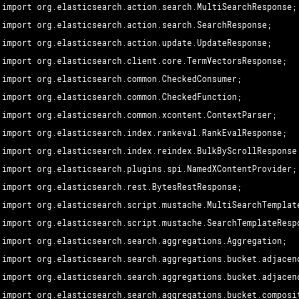 import org.elasticsearch.action.search.MultiSearchResponse;
import org.elasticsearch.action.search.SearchResponse;
import org.elasticsearch.action.update.UpdateResponse;
import org.elasticsearch.client.core.TermVectorsResponse;
import org.elasticsearch.common.CheckedConsumer;
import org.elasticsearch.common.CheckedFunction;
import org.elasticsearch.common.xcontent.ContextParser;
import org.elasticsearch.index.rankeval.RankEvalResponse;
import org.elasticsearch.index.reindex.BulkByScrollResponse
import org.elasticsearch.plugins.spi.NamedXContentProvider;
import org.elasticsearch.rest.BytesRestResponse;
import org.elasticsearch.script.mustache.MultiSearchTemplate
import org.elasticsearch.script.mustache.SearchTemplateRespo
import org.elasticsearch.search.aggregations.Aggregation;
import org.elasticsearch.search.aggregations.bucket.adjacenc
import org.elasticsearch.search.aggregations.bucket.adjacenc
import org.elasticsearch.search.aggregations.bucket.composit